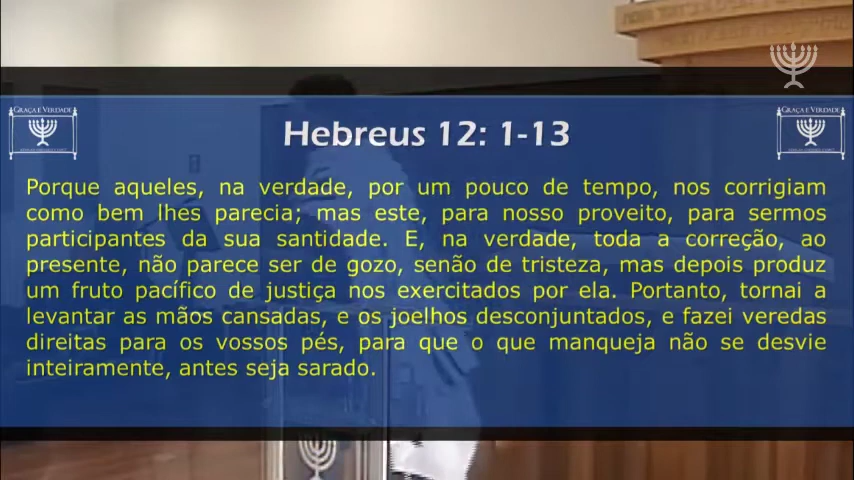 GRAÇA E VERDADE
GRAÇA E VERDADE
Hebreus 12: 1-13
Porque aqueles, na verdade, por um pouco de tempo, nos corrigiam
como bem lhes parecia; mas este, para nosso proveito, para sermos
participantes da sua santidade. E, na verdade, toda a correção, ao
presente, não parece ser de gozo, senão de tristeza, mas depois produz
um fruto pacífico de justiça nos exercitados por ela. Portanto, tornai a
levantar as mãos cansadas, e os joelhos desconjuntados, e fazei veredas
direitas para os vossos pés, para que o que manqueja não se desvie
inteiramente, antes seja sarado.